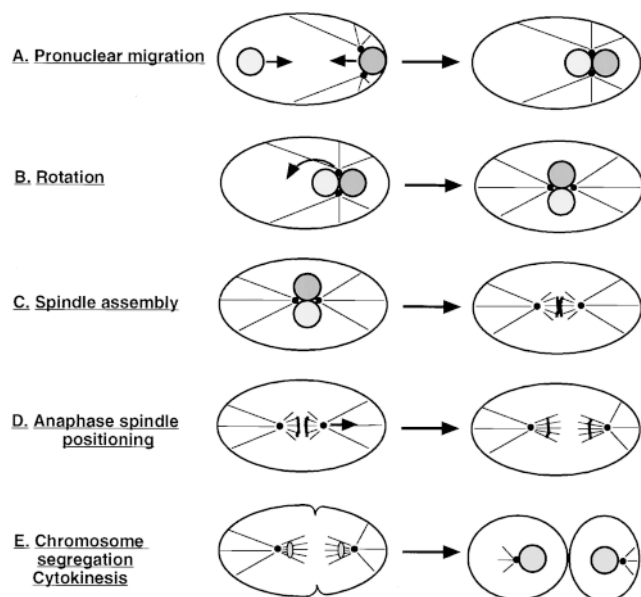 A. Pronuclear migration
B. Rotation
C. Spindle assembly
D. Anaphase spindle
positioning
E. Chromosome
segregation
Cytokinesis